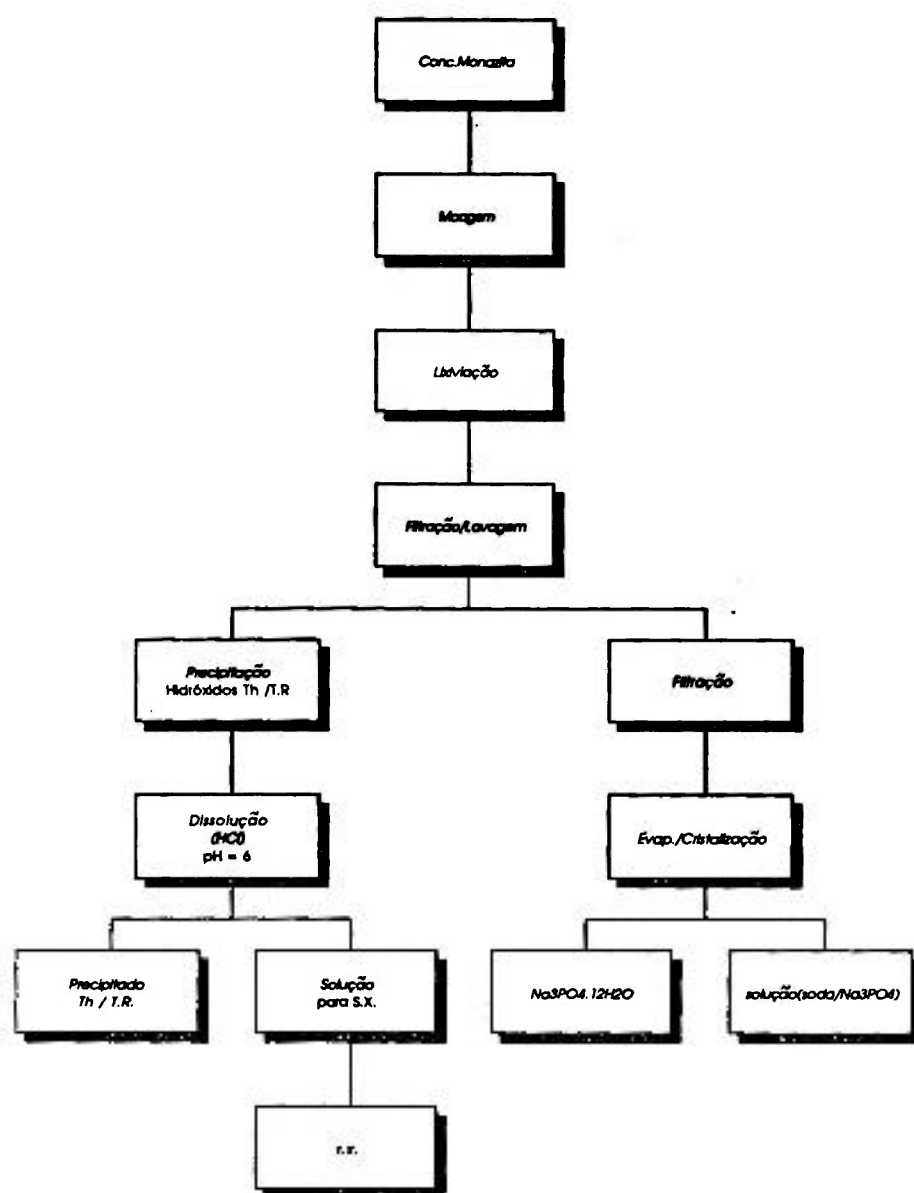 Conc.Monazita
Moagem
Lixiviação
Filtração/Lavagem
Precipitação
Hidróxidos Th /T.R
Filtração
Dissolução
(HCl)
pH = 6
Evap./Cristalização
Precipitado
Th / T.R.
Solução
para S.X.
Na3PO4.12H2O
solução(soda/Na3PO4)
r.r.